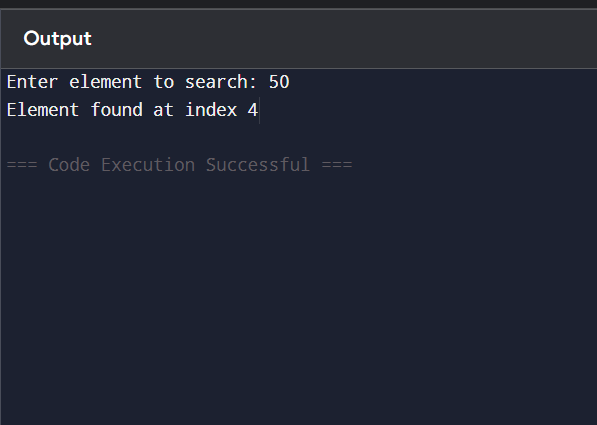 Output
Enter element to search: 50
Element found at index 4
=== Code Execution Successful ===